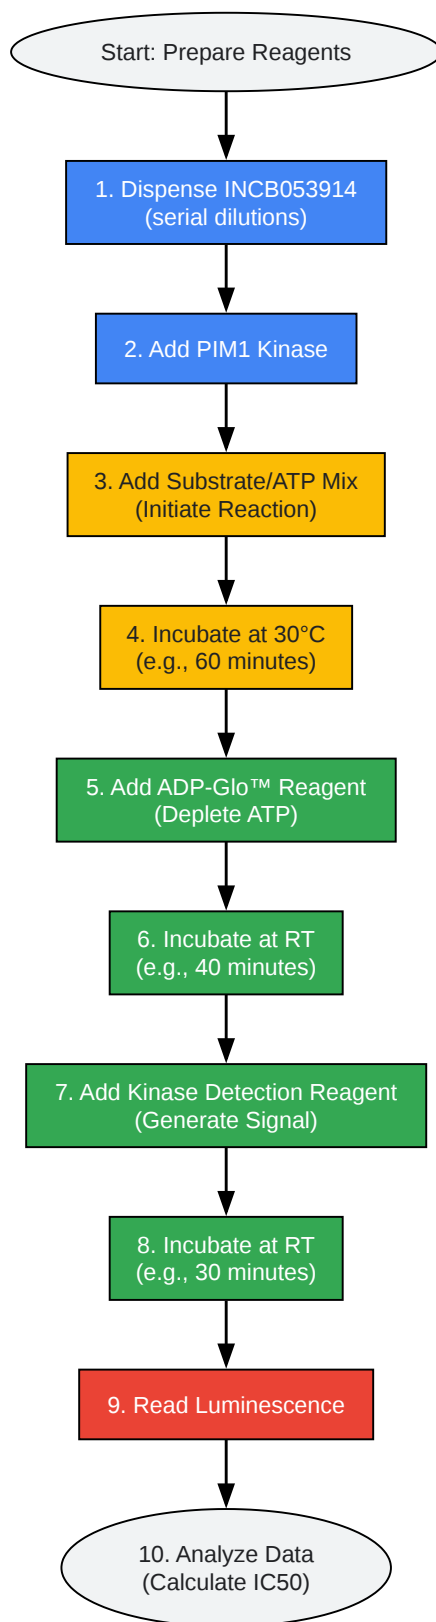 Start: Prepare Reagents
1. Dispense INCB053914
(serial dilutions)
2. Add PIM1 Kinase
3. Add Substrate/ATP Mix
(Initiate Reaction)
4. Incubate at 30°C
(e.g., 60 minutes)
5. Add ADP-Glo™ Reagent
(Deplete ATP)
6. Incubate at RT
(e.g., 40 minutes)
7. Add Kinase Detection Reagent
(Generate Signal)
8. Incubate at RT
(e.g., 30 minutes)
9. Read Luminescence
10. Analyze Data
(Calculate IC50)